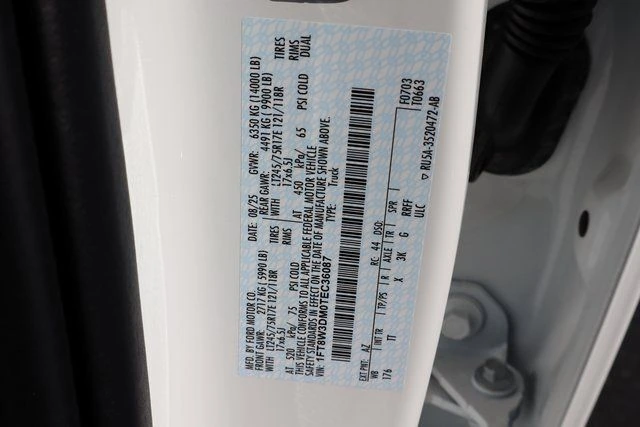 MFD. BY FORD MOTOR CO.
DATE: 08/25 GVWR: 6350 KG (14000 LB)
FRONT GAWR: 2717 KG (5990 LB) REAR GAWR: 4491 KG (9900 LB)
WITH LT245/75R17E 121/118R TIRES WITH LT245/75R17E 121/118R TIRES
17x6.5J RIMS 17x6.5J RIMS
AT 520 kPa/ 75 PSI COLD AT 450 kPa/ 65 PSI COLD DUAL
THIS VEHICLE CONFORMS TO ALL APPLICABLE FEDERAL MOTOR VEHICLE
SAFETY STANDARDS IN EFFECT ON THE DATE OF MANUFACTURE SHOWN ABOVE.
VIN: 1FT8W3DM0TEC36087 TYPE: Truck
F0703
T0663
EXT PNT: AZ RC: 44 DSO:
WB INT TR TP/PS R AXLE TR SPR
176 TT X 3K G RRFF
ULC
RU5A-3520472-AB